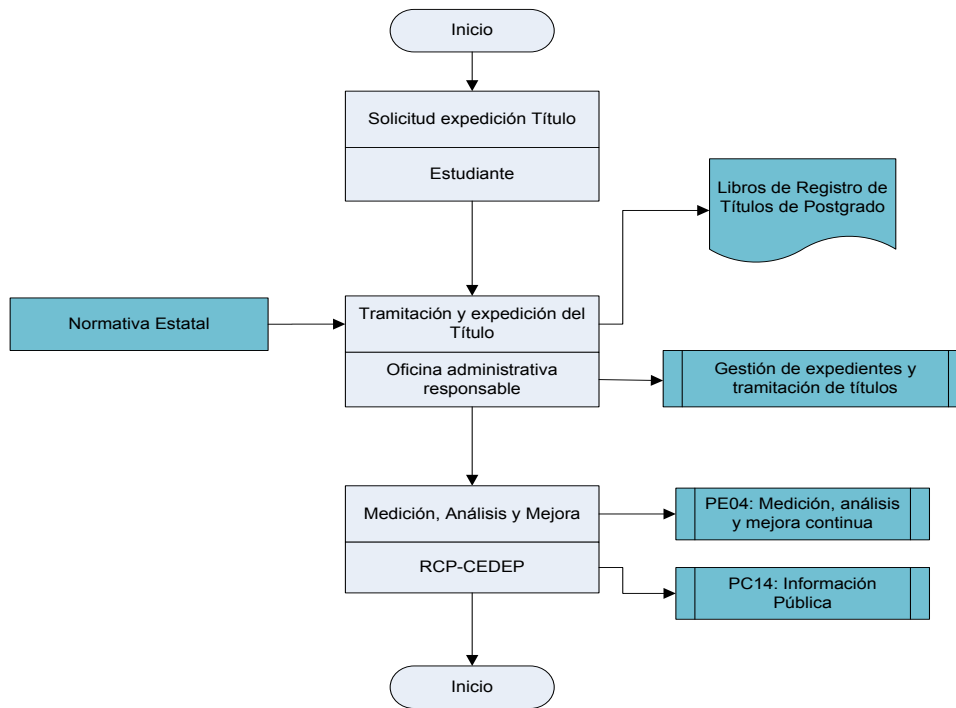 Inicio
Solicitud expedición Título
Estudiante
Libros de Registro de
Títulos de Postgrado
Normativa Estatal
Tramitación y expedición del
Título
Oficina administrativa
responsable
Gestión de expedientes y
tramitación de títulos
Medición, Análisis y Mejora
RCP-CEDEP
PE04: Medición, análisis
y mejora continua
PC14: Información
Pública
Inicio